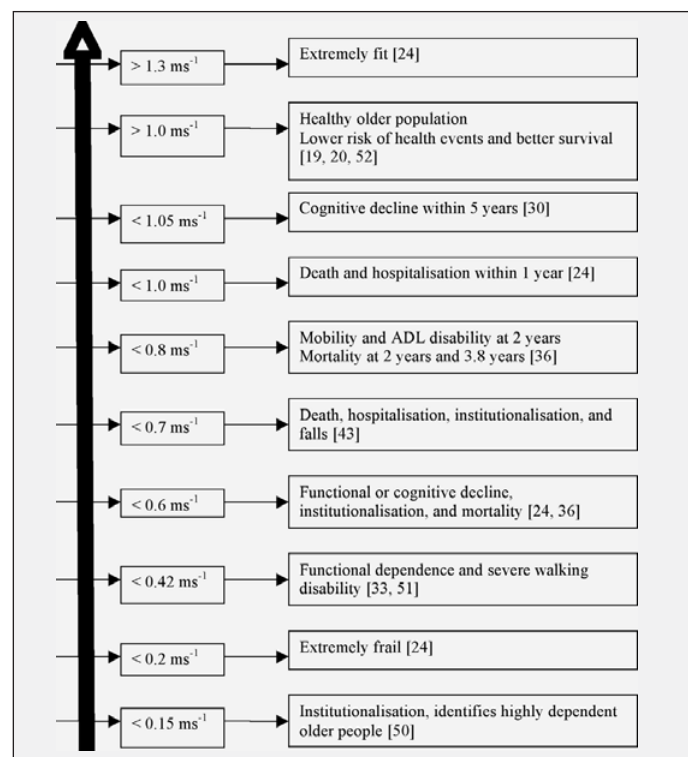 > 1.3 ms⁻¹
Extremely fit [24]
> 1.0 ms⁻¹
Healthy older population
Lower risk of health events and better survival
[19, 20, 52]
< 1.05 ms⁻¹
Cognitive decline within 5 years [30]
< 1.0 ms⁻¹
Death and hospitalisation within 1 year [24]
< 0.8 ms⁻¹
Mobility and ADL disability at 2 years
Mortality at 2 years and 3.8 years [36]
< 0.7 ms⁻¹
Death, hospitalisation, institutionalisation, and
falls [43]
< 0.6 ms⁻¹
Functional or cognitive decline,
institutionalisation, and mortality [24, 36]
< 0.42 ms⁻¹
Functional dependence and severe walking
disability [33, 51]
< 0.2 ms⁻¹
Extremely frail [24]
< 0.15 ms⁻¹
Institutionalisation, identifies highly dependent
older people [50]